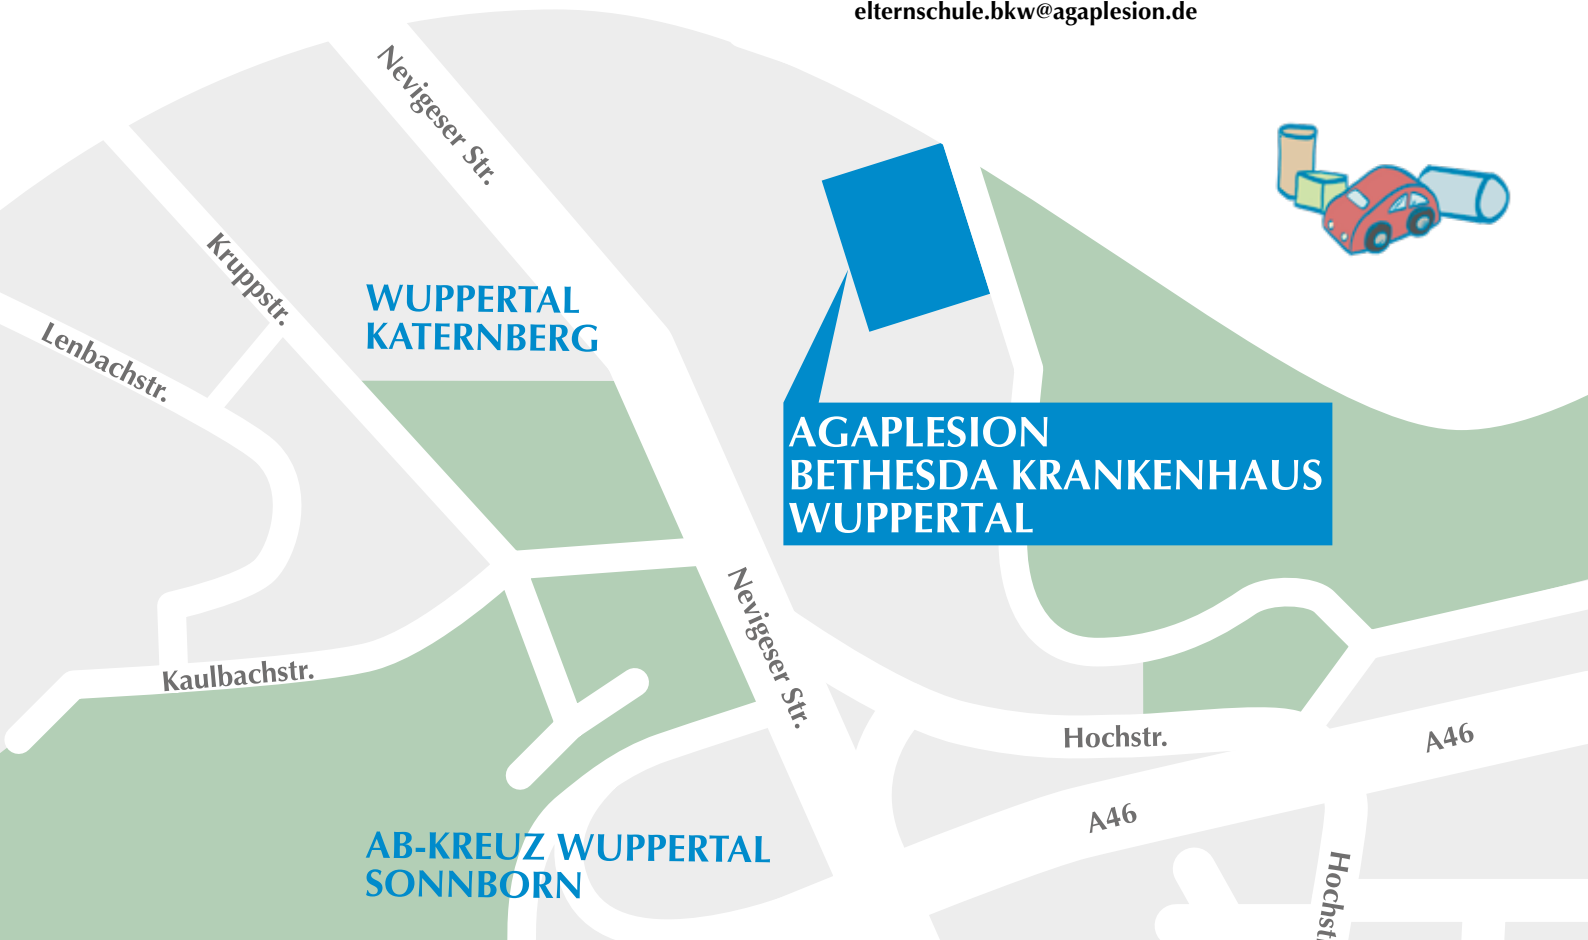 elternschule.bkw@agaplesion.de
Nevigeser Str.
Kruppstr.
Lenbachstr.
WUPPERTAL
KATERNBERG
AGAPLESION
BETHESDA KRANKENHAUS
WUPPERTAL
Nevigeser Str.
Kaulbachstr.
Hochstr.
A46
A46
AB-KREUZ WUPPERTAL
SONNBORN
Hochstr